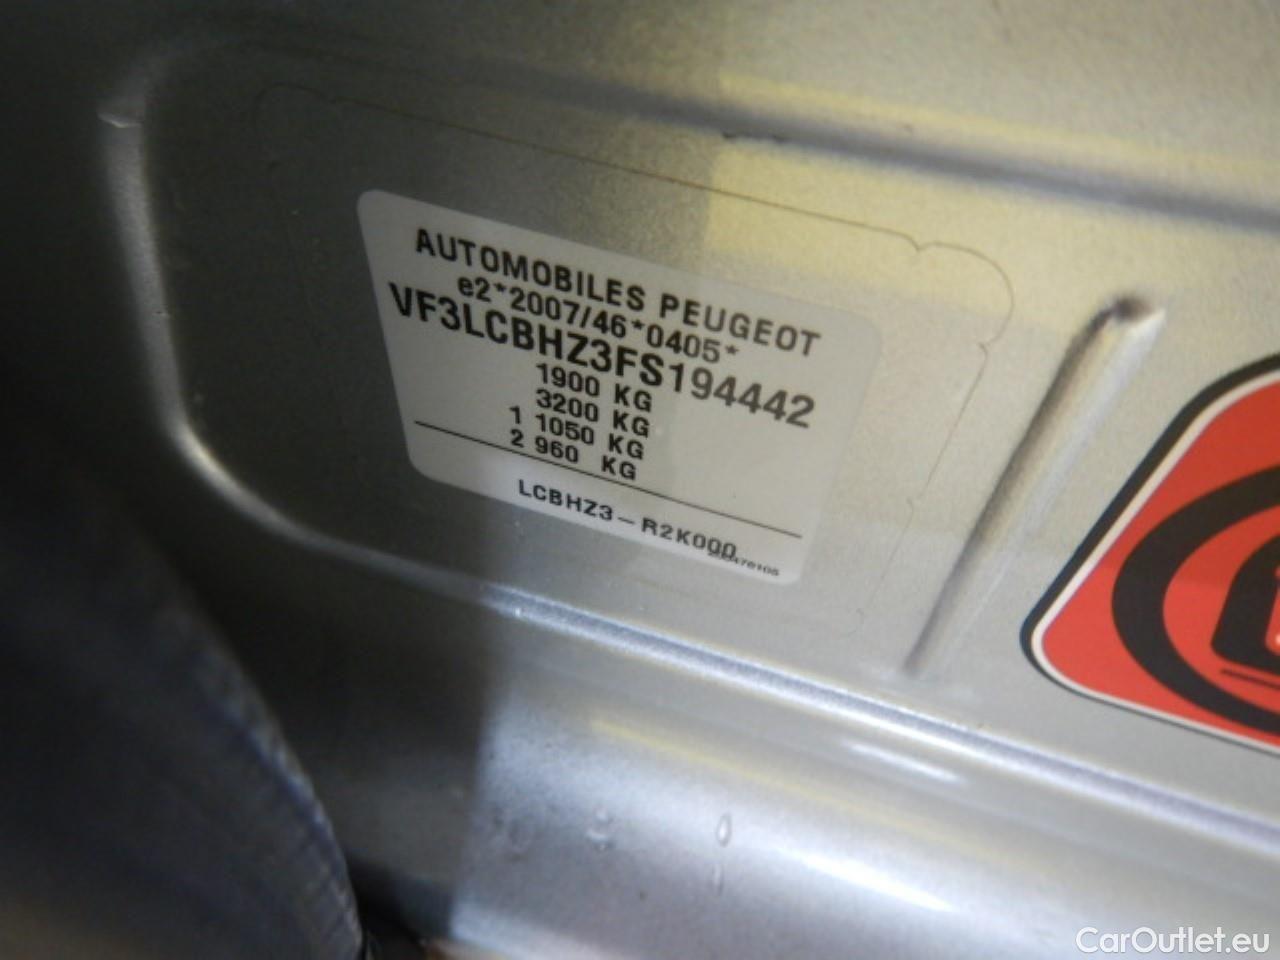 AUTOMOBILES PEUGEOT
e2*2007/46*0405*
VF3LCBHZ3FS194442
1900 KG
3200 KG
1 1050 KG
2 960 KG
LCBHZ3-R2K000
CarOutlet.eu